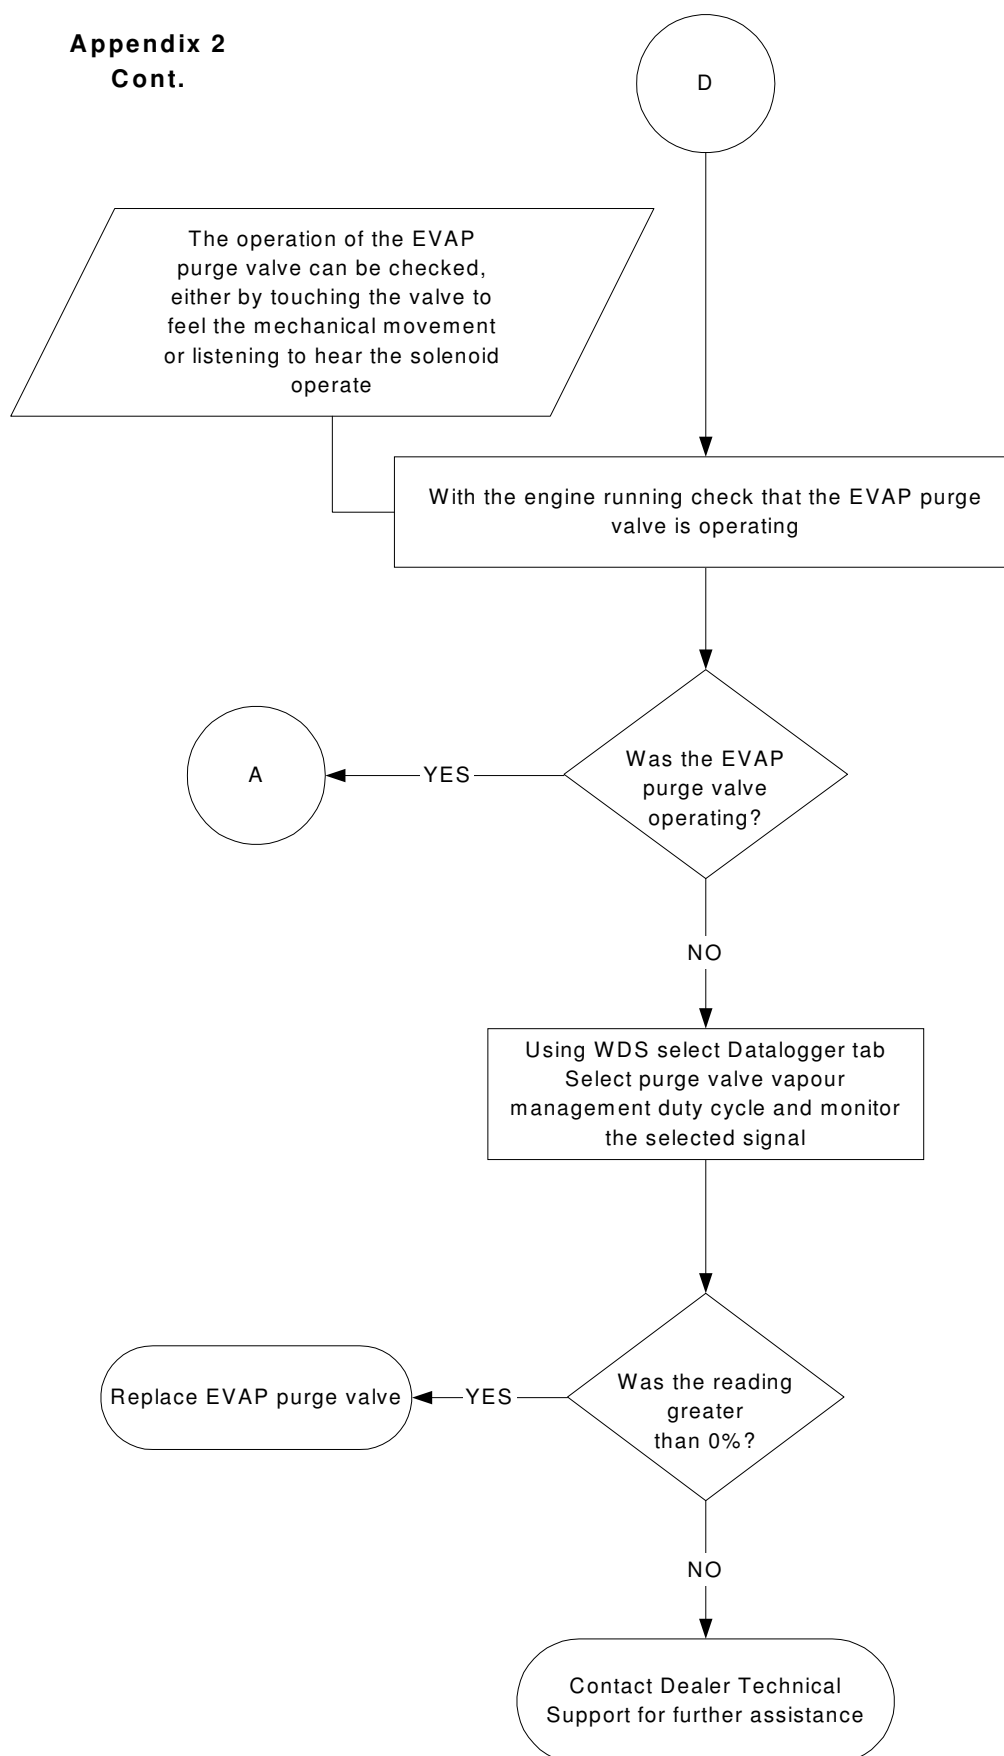 Appendix 2
Cont.
D
The operation of the EVAP
purge valve can be checked,
either by touching the valve to
feel the mechanical movement
or listening to hear the solenoid
operate
With the engine running check that the EVAP purge
valve is operating
Was the EVAP
purge valve
operating?
YES
A
NO
Using WDS select Datalogger tab
Select purge valve vapour
management duty cycle and monitor
the selected signal
Was the reading
greater
than 0%?
YES
Replace EVAP purge valve
NO
Contact Dealer Technical
Support for further assistance